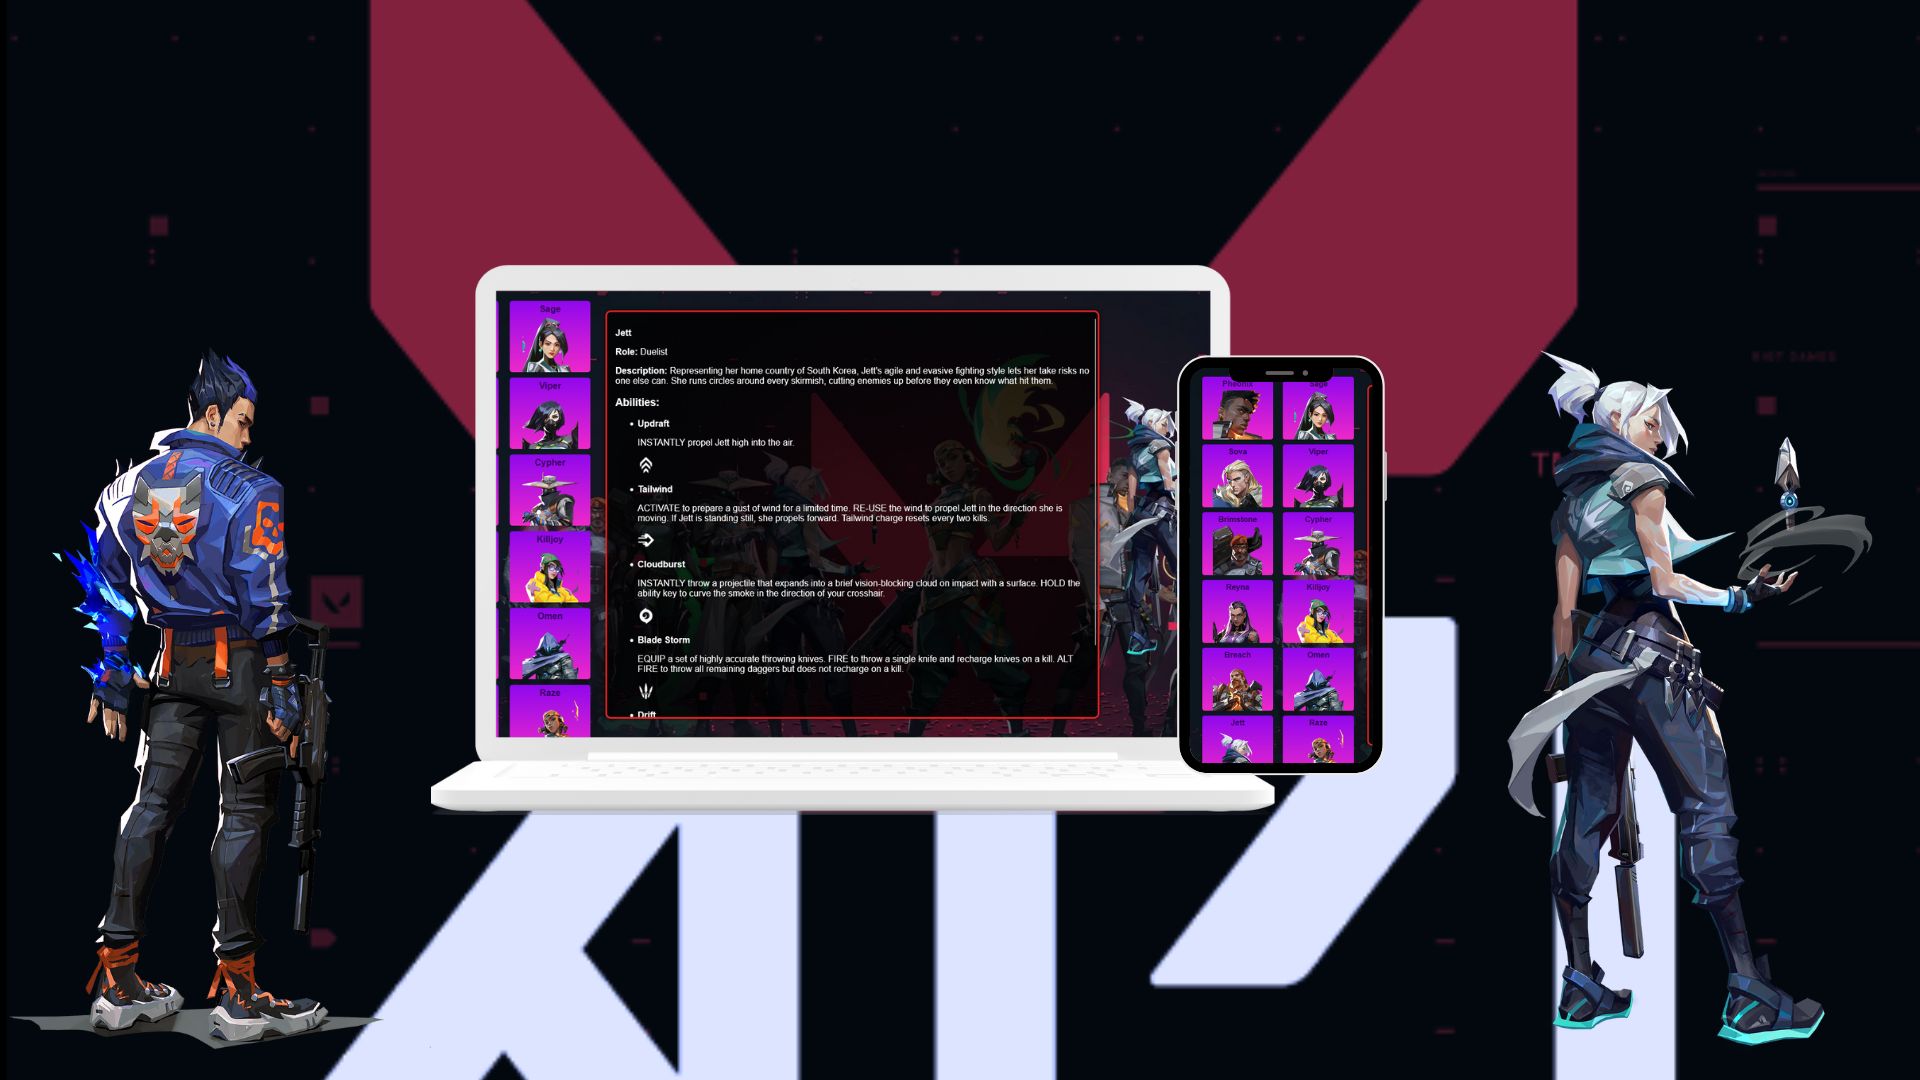 Sage
Viper
Cypher
Killjoy
Omen
Raze
Jett
Role: Duelist
Description: Representing her home country of South Korea, Jett's agile and evasive fighting style lets her take risks no
one else can. She runs circles around every skirmish, cutting enemies up before they even know what hit them.
Abilities:
• Updraft
INSTANTLY propel Jett high into the air.
• Tailwind
ACTIVATE to prepare a gust of wind for a limited time. RE-USE the wind to propel Jett in the direction she is
moving. If Jett is standing still, she propels forward. Tailwind charge resets every two kills.
• Cloudburst
INSTANTLY throw a projectile that expands into a brief vision-blocking cloud on impact with a surface. HOLD the
ability key to curve the smoke in the direction of your crosshair.
• Blade Storm
EQUIP a set of highly accurate throwing knives. FIRE to throw a single knife and recharge knives on a kill. ALT
FIRE to throw all remaining daggers but does not recharge on a kill.
• Drift
Sage
Sova
Viper
Brimstone
Cypher
Reyna
Killjoy
Breach
Omen
Jett
Raze
RIOT GAMES